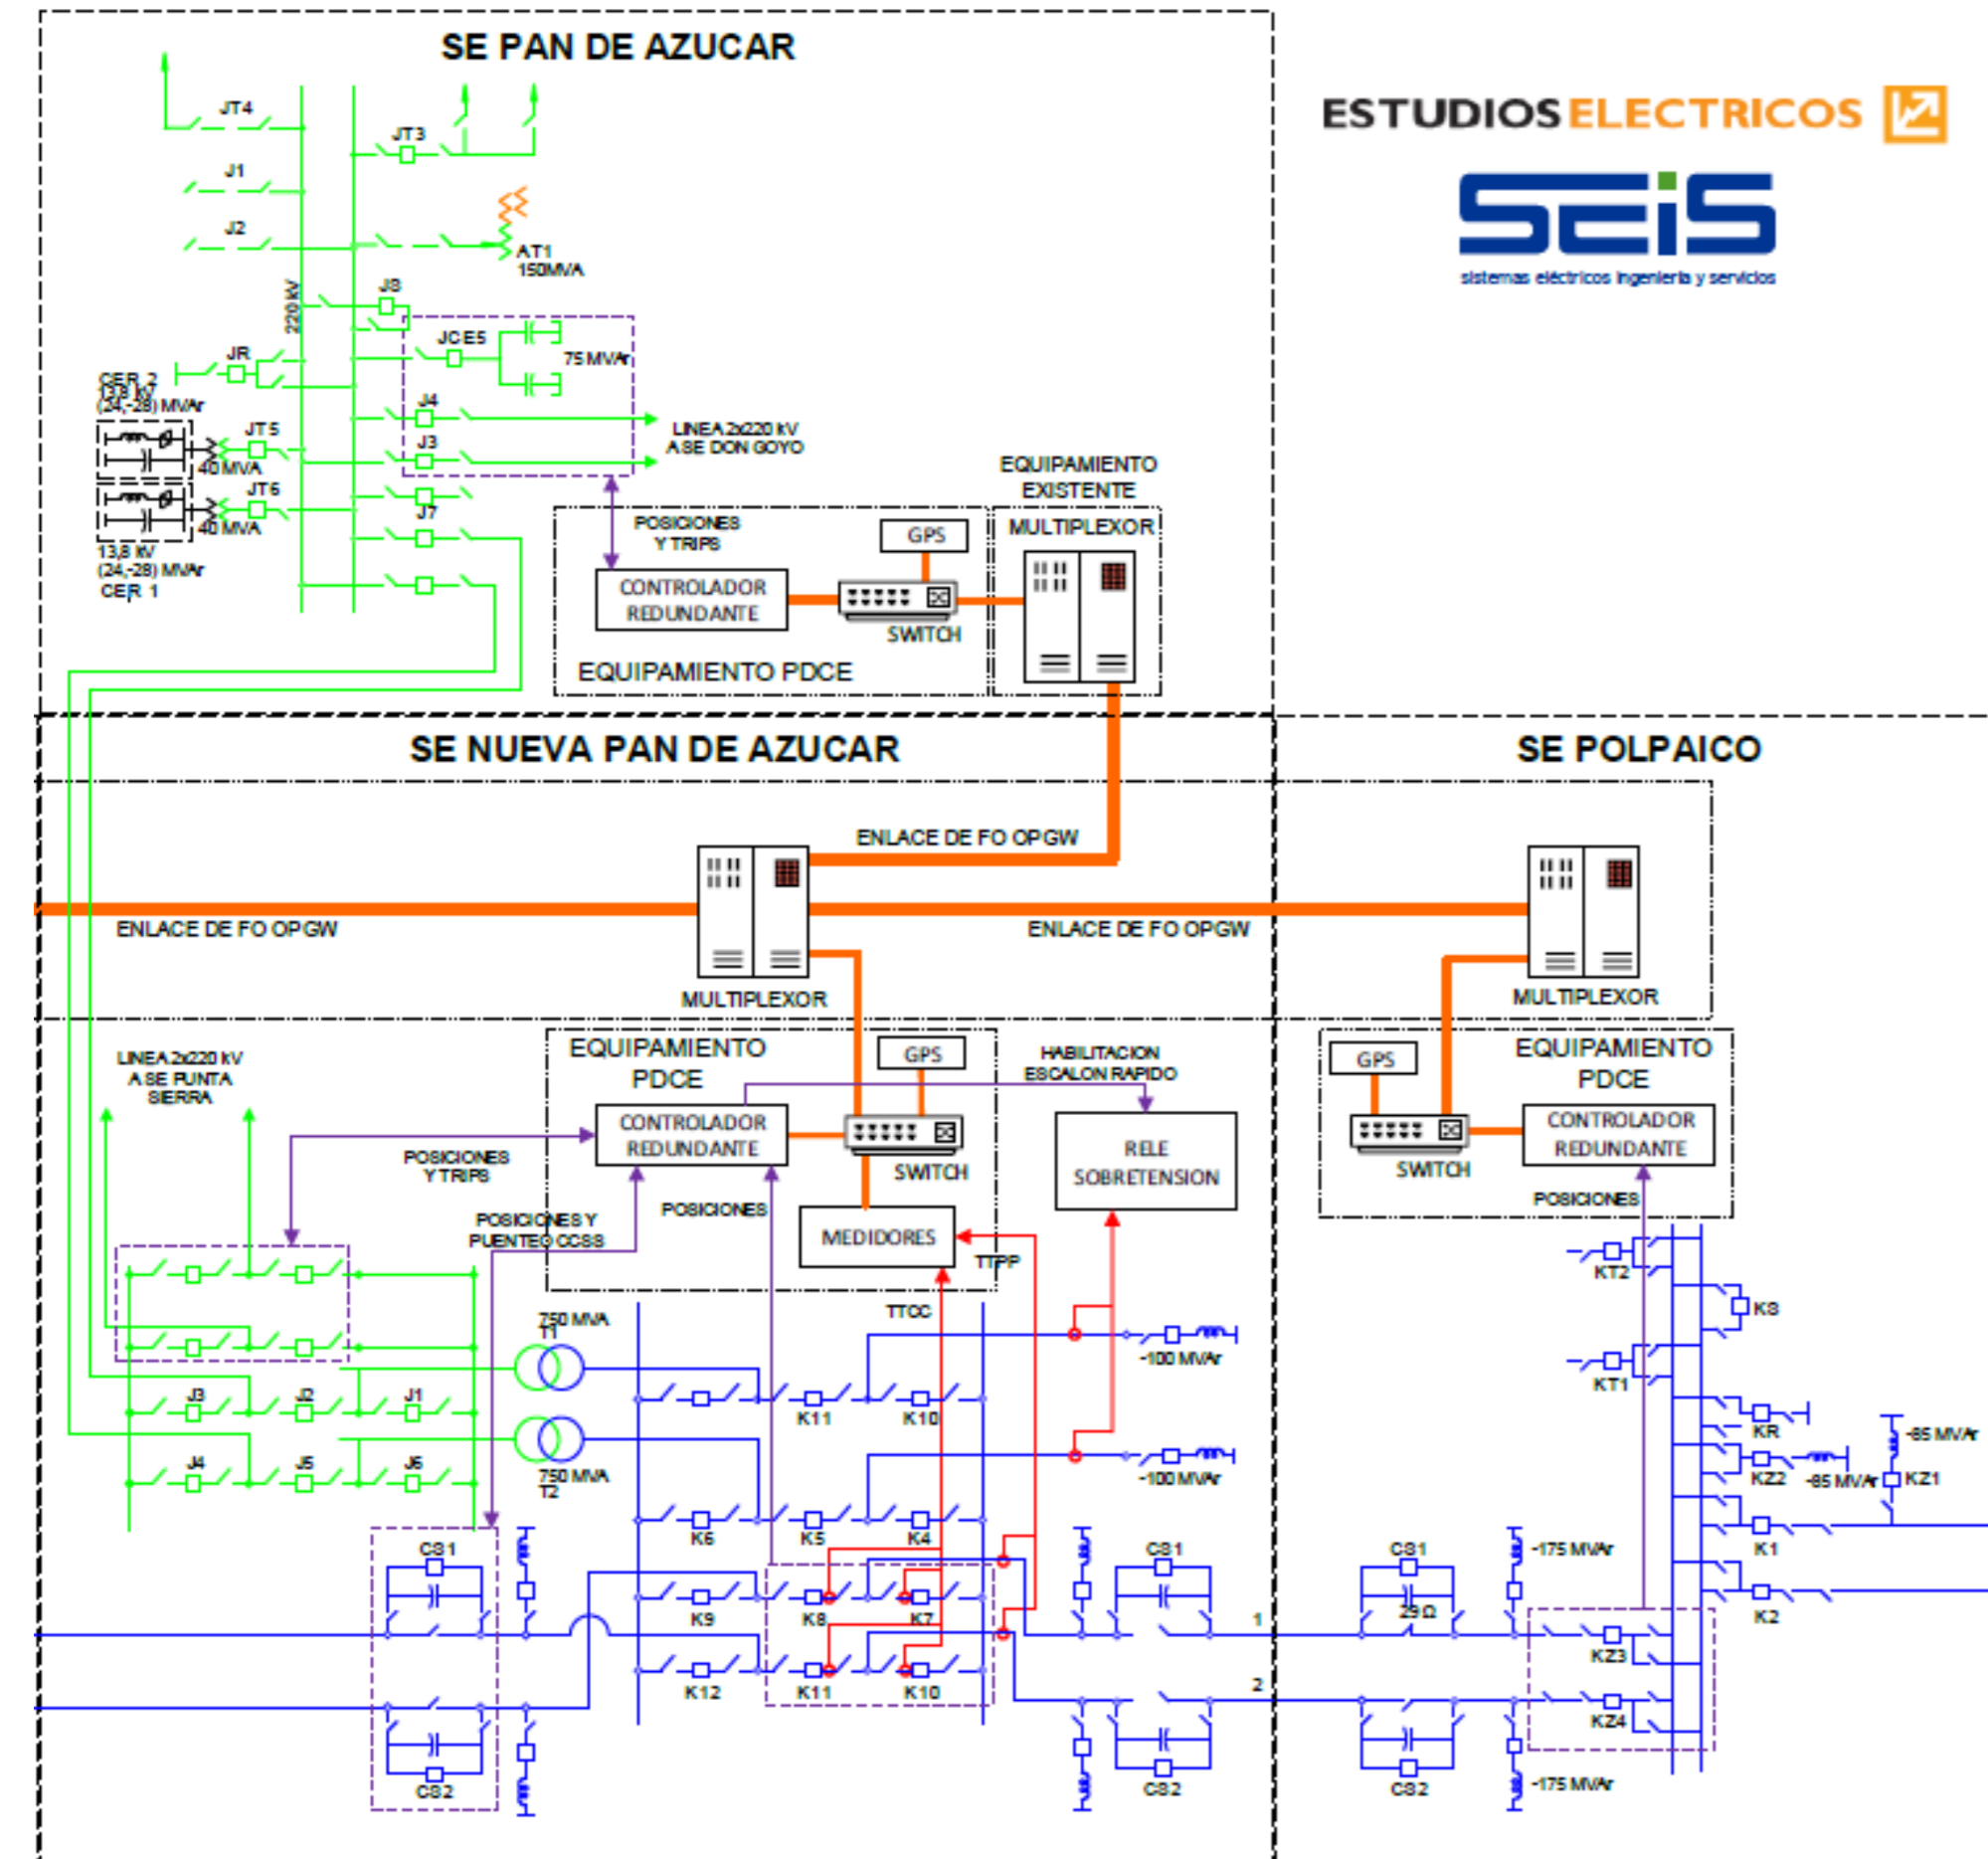 SE PAN DE AZUCAR
ESTUDIOSELECTRICOS
SEiS
sistemas eléctricos ingeniería y servicios
JT4
JT3
J1
J2
AT1
150MVA
220 kV
JS
JCE5
75 MVAr
JR
CER 2
13,8 kV
(24,-28) MVAr
J4
LINEA 2x220 kV
A SE DON GOYO
JT5
J3
40 MVA
JT6
J7
40 MVA
13,8 kV
(24,-28) MVAr
CER 1
EQUIPAMIENTO
EXISTENTE
POSICIONES
Y TRIPS
GPS
MULTIPLEXOR
CONTROLADOR
REDUNDANTE
SWITCH
EQUIPAMIENTO PDCE
SE NUEVA PAN DE AZUCAR
SE POLPAICO
ENLACE DE FO OPGW
ENLACE DE FO OPGW
ENLACE DE FO OPGW
MULTIPLEXOR
MULTIPLEXOR
LINEA 2x220 kV
A SE PUNTA
SIERRA
EQUIPAMIENTO
PDCE
GPS
HABILITACION
ESCALON RAPIDO
GPS
EQUIPAMIENTO
PDCE
CONTROLADOR
REDUNDANTE
SWITCH
RELE
SOBRETENSION
SWITCH
CONTROLADOR
REDUNDANTE
POSICIONES
Y TRIPS
POSICIONES
POSICIONES
POSICIONES Y
PUENTEO CCSS
MEDIDORES
TTPP
TTCC
KT2
KS
KT1
KR
KZ2
-85 MVAr
KZ1
-85 MVAr
K1
K2
750 MVA
T1
-100 MVAr
J3
J2
J1
K11
K10
J4
J5
J6
750 MVA
T2
-100 MVAr
K6
K5
K4
CS1
CS1
CS1
-175 MVAr
K9
K8
K7
29 Ω
1
KZ3
K12
K11
K10
2
KZ4
CS2
CS2
CS2
-175 MVAr